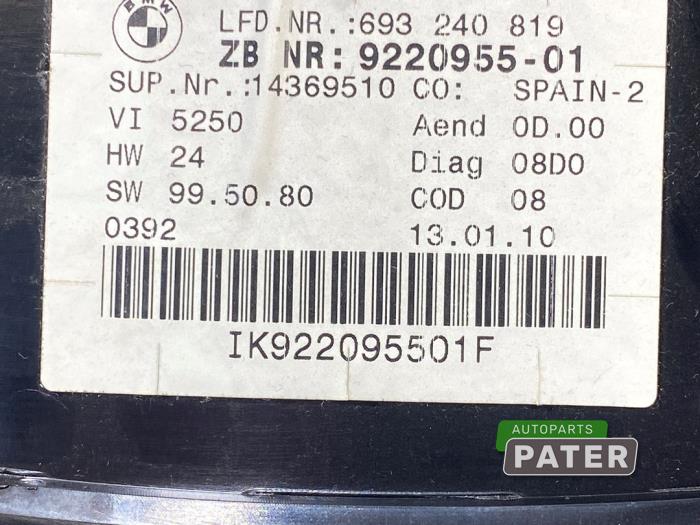 BMW
LFD.NR.:693 240 819
ZB NR: 9220955-01
SUP.Nr.:14369510 CO: SPAIN-2
VI 5250 Aend 0D.00
HW 24 Diag 08D0
SW 99.50.80 COD 08
0392 13.01.10
IK922095501F
AUTOPARTS
PATER